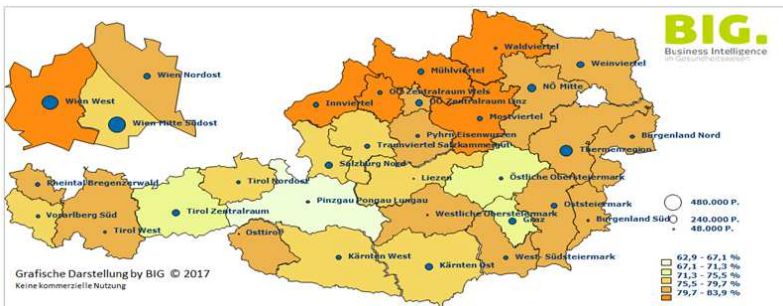 BIG.
Business Intelligence
im Gesundheitswesen
Waldviertel
Wien Nordost
Mühlviertel
Weinviertel
OÖ Zentralraum Wels
NÖ Mitte
Wien West
Innviertel
OÖ Zentralraum Linz
Mostviertel
Wien Mitte Südost
Pyhrn Eisenwurzen
Burgenland Nord
Traunviertel Salzkammergut
Thermenregion
Salzburg Nord
Liezen
Östliche Obersteiermark
Rheintal Bregenzerwald
Tirol Nordost
Pinzgau Pongau Lungau
480.000 P.
Oststeiermark
Vorarlberg Süd
Tirol Zentralraum
Westliche Obersteiermark
240.000 P.
Graz
Burgenland Süd
48.000 P.
Tirol West
Osttirol
Kärnten West
West- Südsteiermark
62,9 - 67,1 %
Kärnten Ost
67,1 - 71,3 %
71,3 - 75,5 %
75,5 - 79,7 %
79,7 - 83,9 %
Grafische Darstellung by BIG © 2017
Keine kommerzielle Nutzung